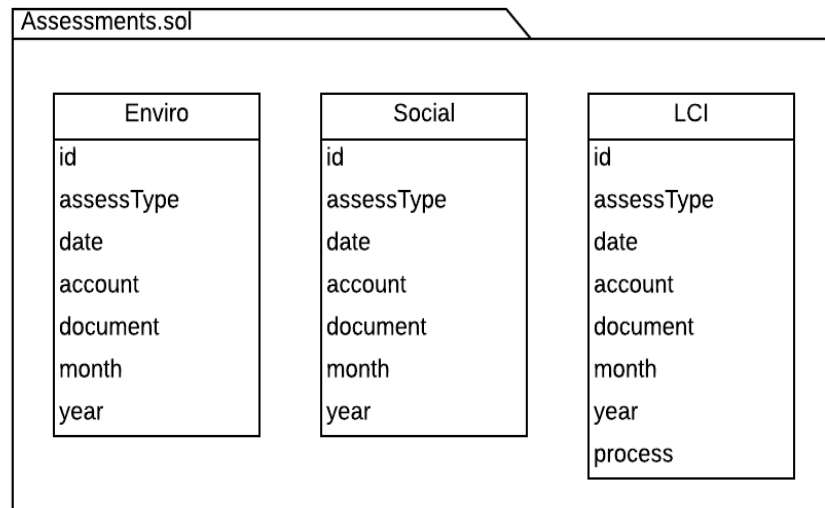 Assessments.sol
Enviro
id
assessType
date
account
document
month
year
Social
id
assessType
date
account
document
month
year
LCI
id
assessType
date
account
document
month
year
process